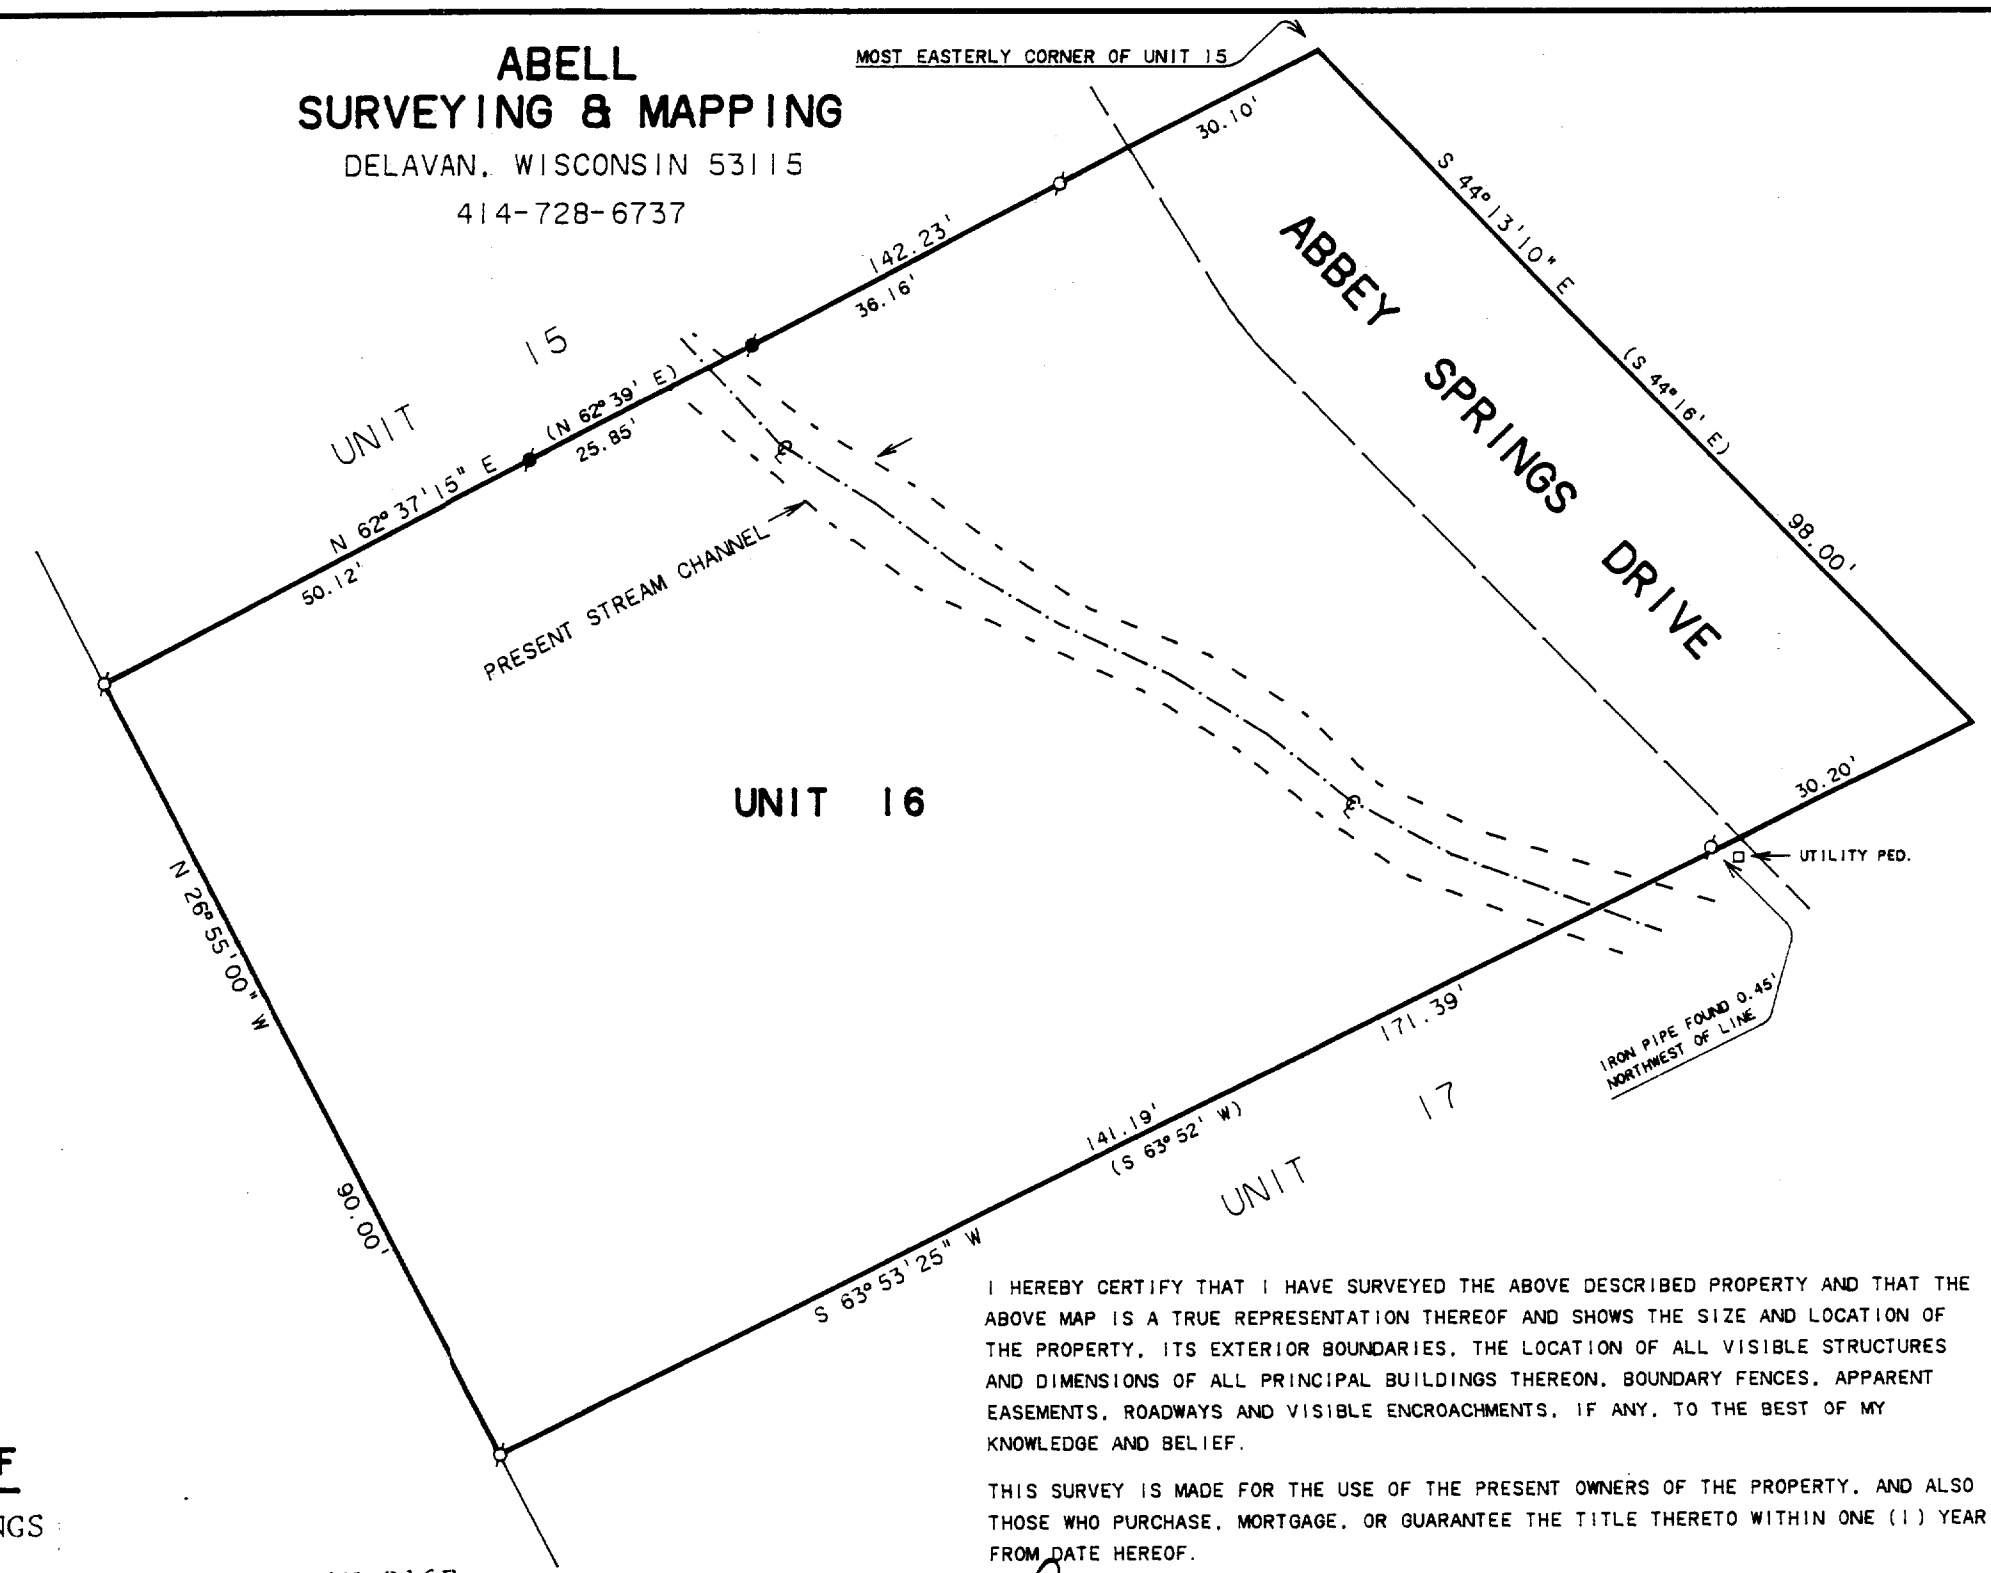 ABELL
SURVEYING & MAPPING
DELAVAN, WISCONSIN 53115
414-728-6737
MOST EASTERLY CORNER OF UNIT 15
30.10'
142.23'
36.16'
S 44°13'10" E
(S 44°16' E)
98.00'
ABBEY SPRINGS DRIVE
UNIT 15
(N 62°39' E)
25.85'
N 62°37'15" E
50.12'
PRESENT STREAM CHANNEL
UNIT 16
30.20'
UTILITY PED.
IRON PIPE FOUND 0.45'
NORTHWEST OF LINE
N 26°55'00" W
90.00'
171.39'
141.19'
(S 63°52' W)
S 63°53'25" W
UNIT 17
I HEREBY CERTIFY THAT I HAVE SURVEYED THE ABOVE DESCRIBED PROPERTY AND THAT THE
ABOVE MAP IS A TRUE REPRESENTATION THEREOF AND SHOWS THE SIZE AND LOCATION OF
THE PROPERTY, ITS EXTERIOR BOUNDARIES, THE LOCATION OF ALL VISIBLE STRUCTURES
AND DIMENSIONS OF ALL PRINCIPAL BUILDINGS THEREON, BOUNDARY FENCES, APPARENT
EASEMENTS, ROADWAYS AND VISIBLE ENCROACHMENTS, IF ANY, TO THE BEST OF MY
KNOWLEDGE AND BELIEF.
THIS SURVEY IS MADE FOR THE USE OF THE PRESENT OWNERS OF THE PROPERTY, AND ALSO
THOSE WHO PURCHASE, MORTGAGE, OR GUARANTEE THE TITLE THERETO WITHIN ONE (1) YEAR
FROM DATE HEREOF.
F
NGS